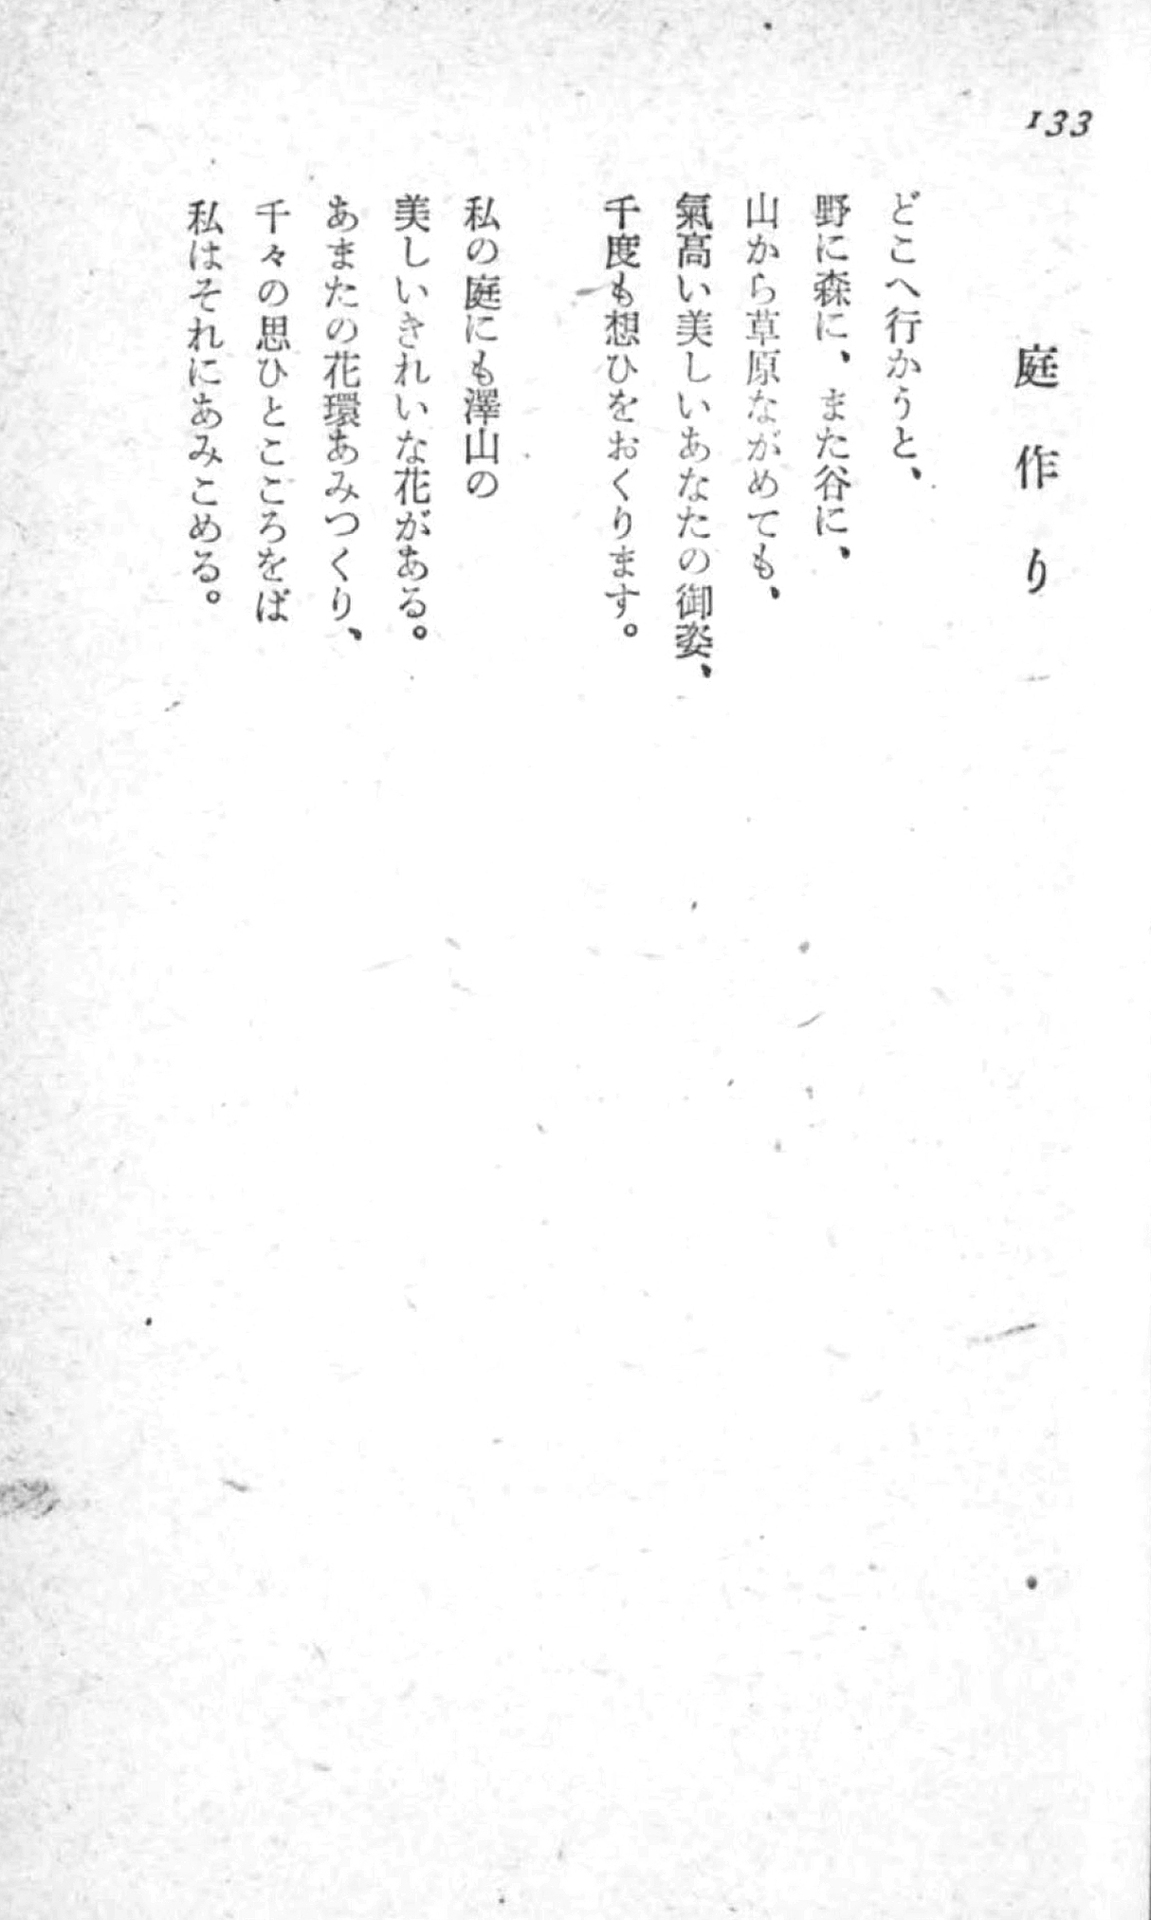 133
庭作り
どこへ行かうと、
野に森に、また谷に、
山から草原ながめても、
氣高い美しいあなたの御姿、
千度も想ひをおくります。
私の庭にも澤山の
美しいきれいな花がある。
あまたの花環あみつくり、
千々の思ひとこころをば
私はそれにあみこめる。